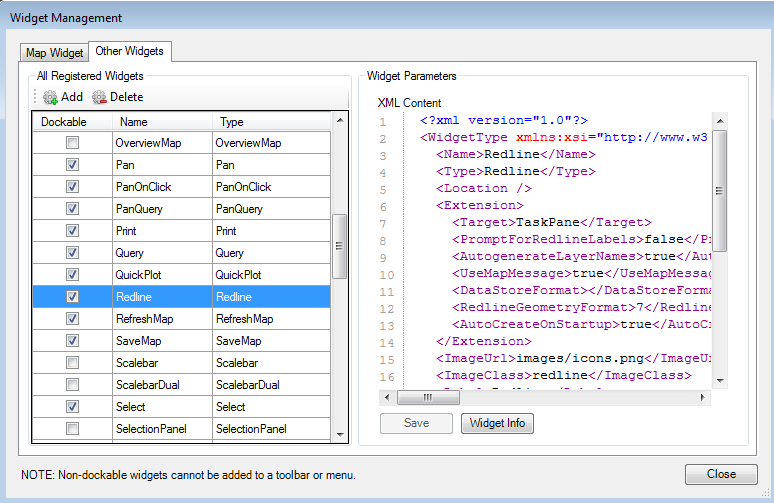 Widget Management
Map Widget Other Widgets
All Registered Widgets
Add Delete
Dockable Name Type
OverviewMap OverviewMap
Pan Pan
PanOnClick PanOnClick
PanQuery PanQuery
Print Print
Query Query
QuickPlot QuickPlot
Redline Redline
RefreshMap RefreshMap
SaveMap SaveMap
Scalebar Scalebar
ScalebarDual ScalebarDual
Select Select
SelectionPanel SelectionPanel
Widget Parameters
XML Content
1 <?xml version="1.0"?>
2 <WidgetType xmlns:xsi="http://www.w3
3 <Name>Redline</Name>
4 <Type>Redline</Type>
5 <Location />
6 <Extension>
7 <Target>TaskPane</Target>
8 <PromptForRedlineLabels>false</Pr
9 <AutogenerateLayerNames>true</Aut
10 <UseMapMessage>true</UseMapMessag
11 <DataStoreFormat></DataStoreForma
12 <RedlineGeometryFormat>7</Redline
13 <AutoCreateOnStartup>true</AutoCr
14 </Extension>
15 <ImageUrl>images/icons.png</ImageUr
16 <ImageClass>redline</ImageClass>
Save Widget Info
NOTE: Non-dockable widgets cannot be added to a toolbar or menu.
Close